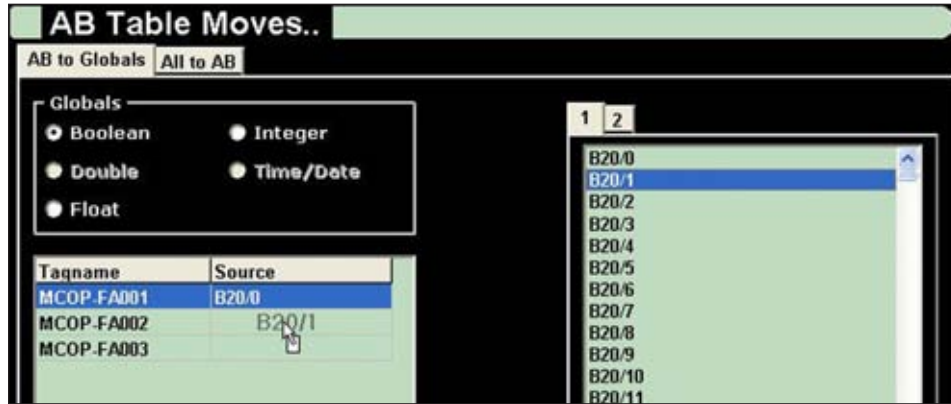 AB Table Moves..
AB to Globals All to AB
Globals
Boolean Integer
Double Time/Date
Float
Taqname Source
MCOP-FA001 B20/0
MCOP-FA002 B20/1
MCOP-FA003
1 2
B20/0
B20/1
B20/2
B20/3
B20/4
B20/5
B20/6
B20/7
B20/8
B20/9
B20/10
B20/11